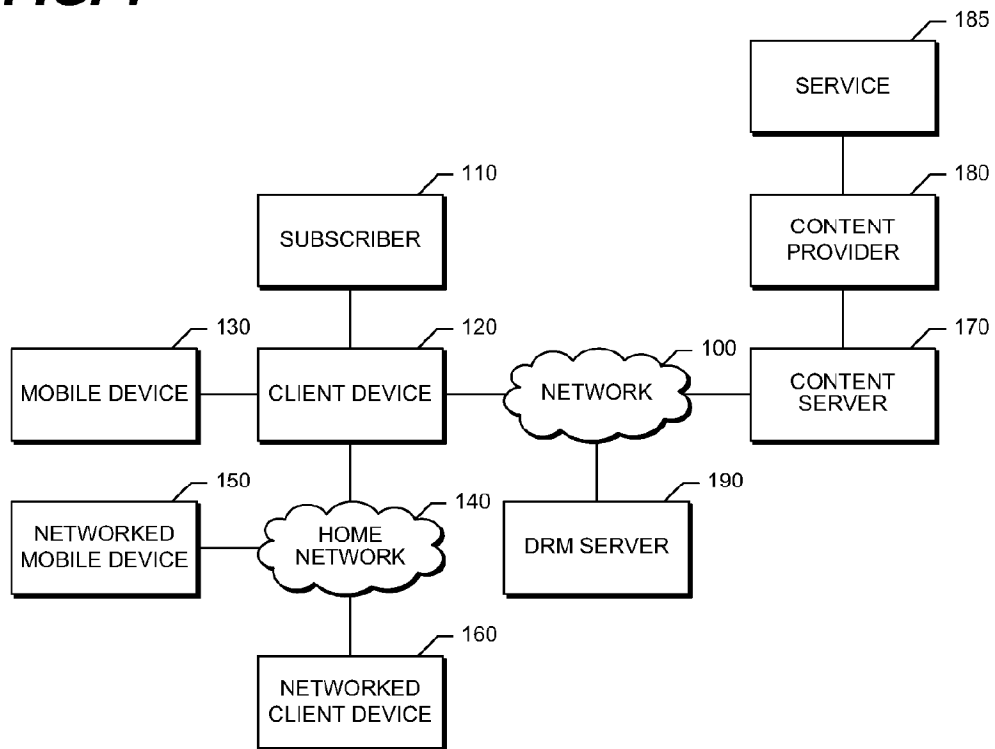 185
SERVICE
110
180
SUBSCRIBER
CONTENT
PROVIDER
130
120
100
170
MOBILE DEVICE
CLIENT DEVICE
NETWORK
CONTENT
SERVER
150
140
190
NETWORKED
MOBILE DEVICE
HOME
NETWORK
DRM SERVER
160
NETWORKED
CLIENT DEVICE